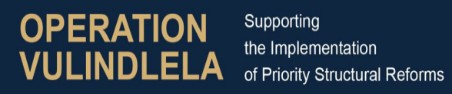 OPERATION
VULINDLELA
Supporting
the Implementation
of Priority Structural Reforms